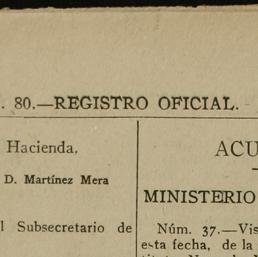 . 80.—REGISTRO OFICIAL.
Hacienda.
D. Martínez Mera
l Subsecretario de
ACU
MINISTERIO
Núm. 37.—Vis
esta fecha, de la